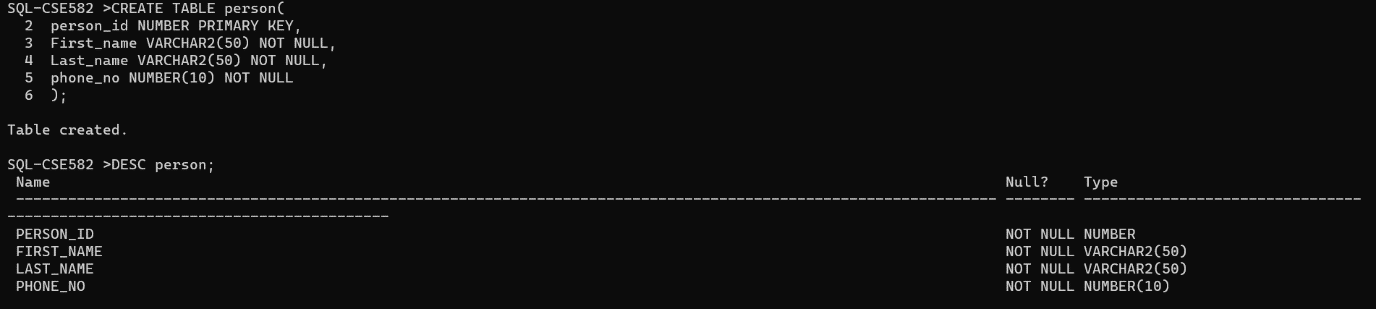 SQL-CSE582 >CREATE TABLE person(
  2  person_id NUMBER PRIMARY KEY,
  3  First_name VARCHAR2(50) NOT NULL,
  4  Last_name VARCHAR2(50) NOT NULL,
  5  phone_no NUMBER(10) NOT NULL
  6  );
Table created.
SQL-CSE582 >DESC person;
 Name                                      Null?    Type
 ----------------------------------------------------------------------------------------------------------------- -------- --------------------------------
--------------------------------------------
 PERSON_ID                                 NOT NULL NUMBER
 FIRST_NAME                                NOT NULL VARCHAR2(50)
 LAST_NAME                                 NOT NULL VARCHAR2(50)
 PHONE_NO                                  NOT NULL NUMBER(10)